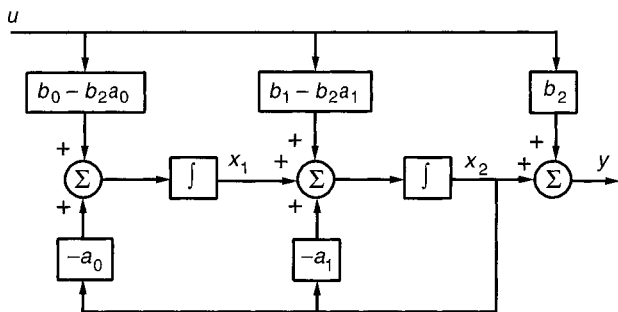 u
b₀ – b₂a₀
b₁ – b₂a₁
b₂
+
+
+
Σ
∫
x₁
+
Σ
∫
x₂
+
Σ
y
+
+
–a₀
–a₁